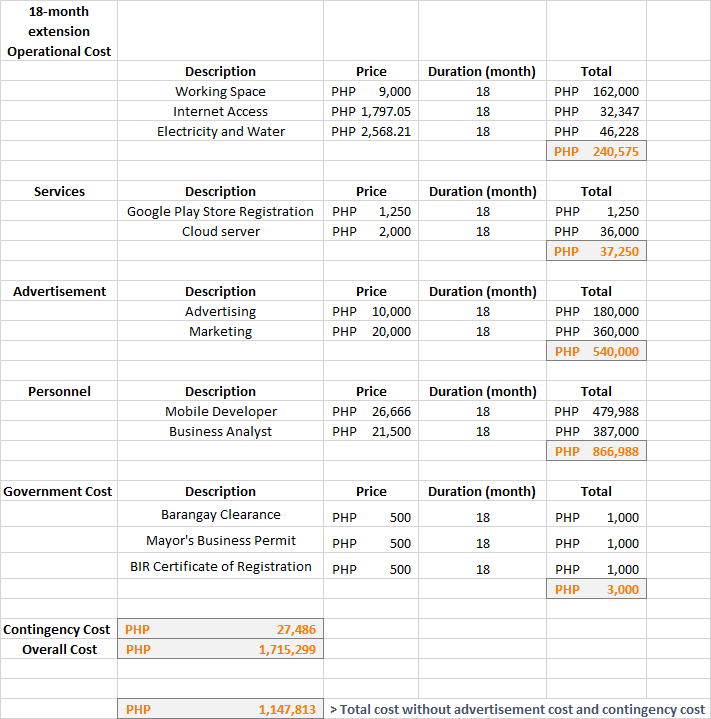 18-month
extension
Operational Cost
Description Price Duration (month) Total
Working Space PHP 9,000 18 PHP 162,000
Internet Access PHP 1,797.05 18 PHP 32,347
Electricity and Water PHP 2,568.21 18 PHP 46,228
PHP 240,575
Services Description Price Duration (month) Total
Google Play Store Registration PHP 1,250 18 PHP 1,250
Cloud server PHP 2,000 18 PHP 36,000
PHP 37,250
Advertisement Description Price Duration (month) Total
Advertising PHP 10,000 18 PHP 180,000
Marketing PHP 20,000 18 PHP 360,000
PHP 540,000
Personnel Description Price Duration (month) Total
Mobile Developer PHP 26,666 18 PHP 479,988
Business Analyst PHP 21,500 18 PHP 387,000
PHP 866,988
Government Cost Description Price Duration (month) Total
Barangay Clearance PHP 500 18 PHP 1,000
Mayor's Business Permit PHP 500 18 PHP 1,000
BIR Certificate of Registration PHP 500 18 PHP 1,000
PHP 3,000
Contingency Cost PHP 27,486
Overall Cost PHP 1,715,299
PHP 1,147,813 > Total cost without advertisement cost and contingency cost